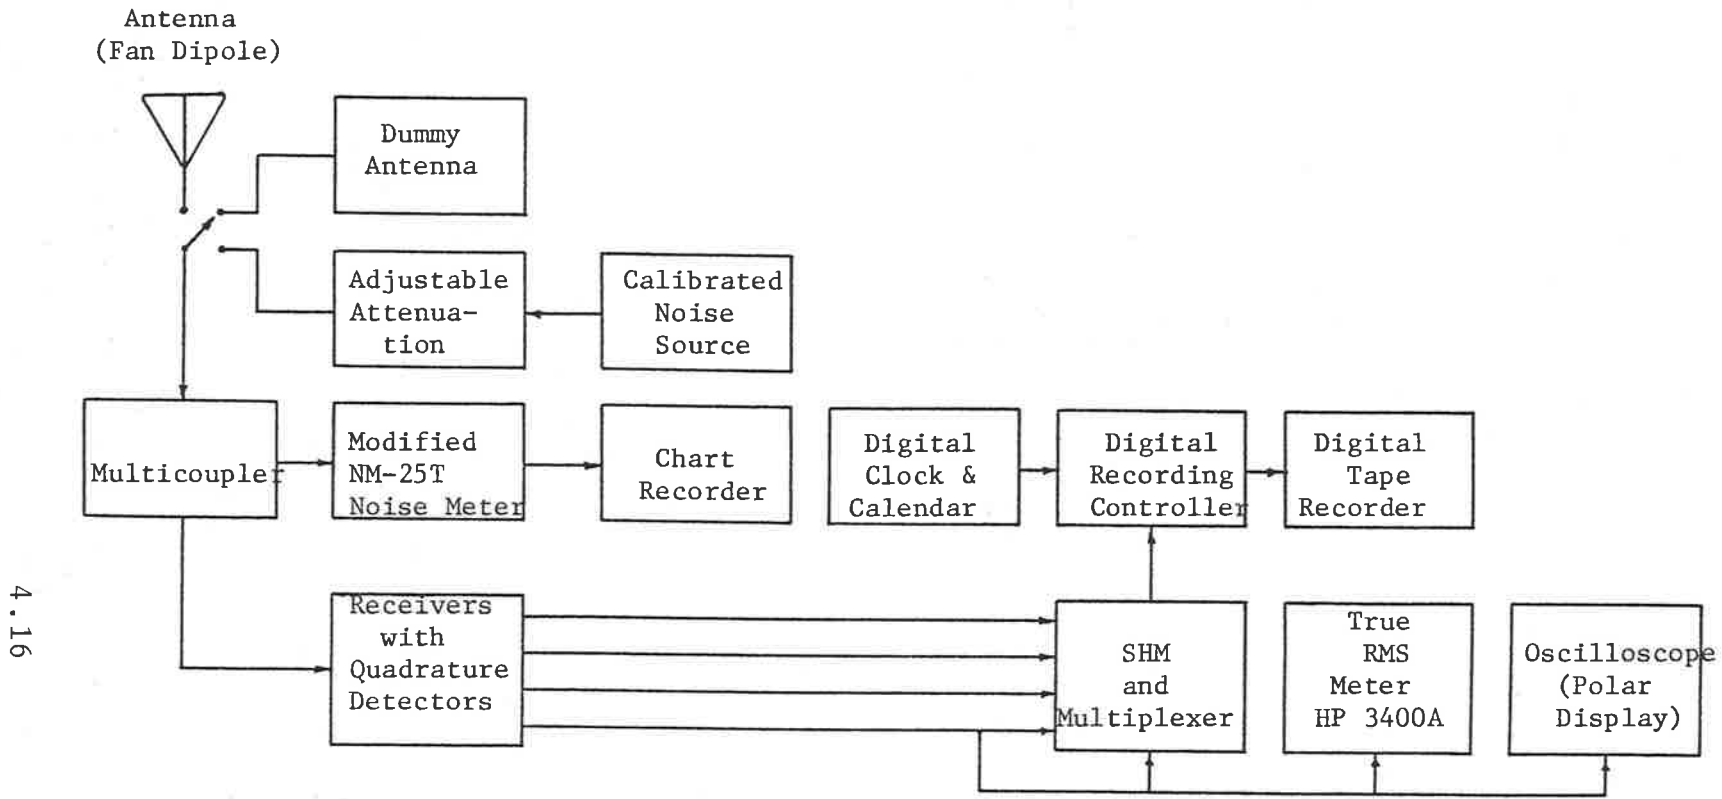 Antenna
(Fan Dipole)
Dummy
Antenna
Adjustable
Attenua-
tion
Calibrated
Noise
Source
Multicoupler
Modified
NM-25T
Noise Meter
Chart
Recorder
Digital
Clock &
Calendar
Digital
Recording
Controller
Digital
Tape
Recorder
Receivers
with
Quadrature
Detectors
SHM
and
Multiplexer
True
RMS
Meter
HP 3400A
Oscilloscope
(Polar
Display)
4.16